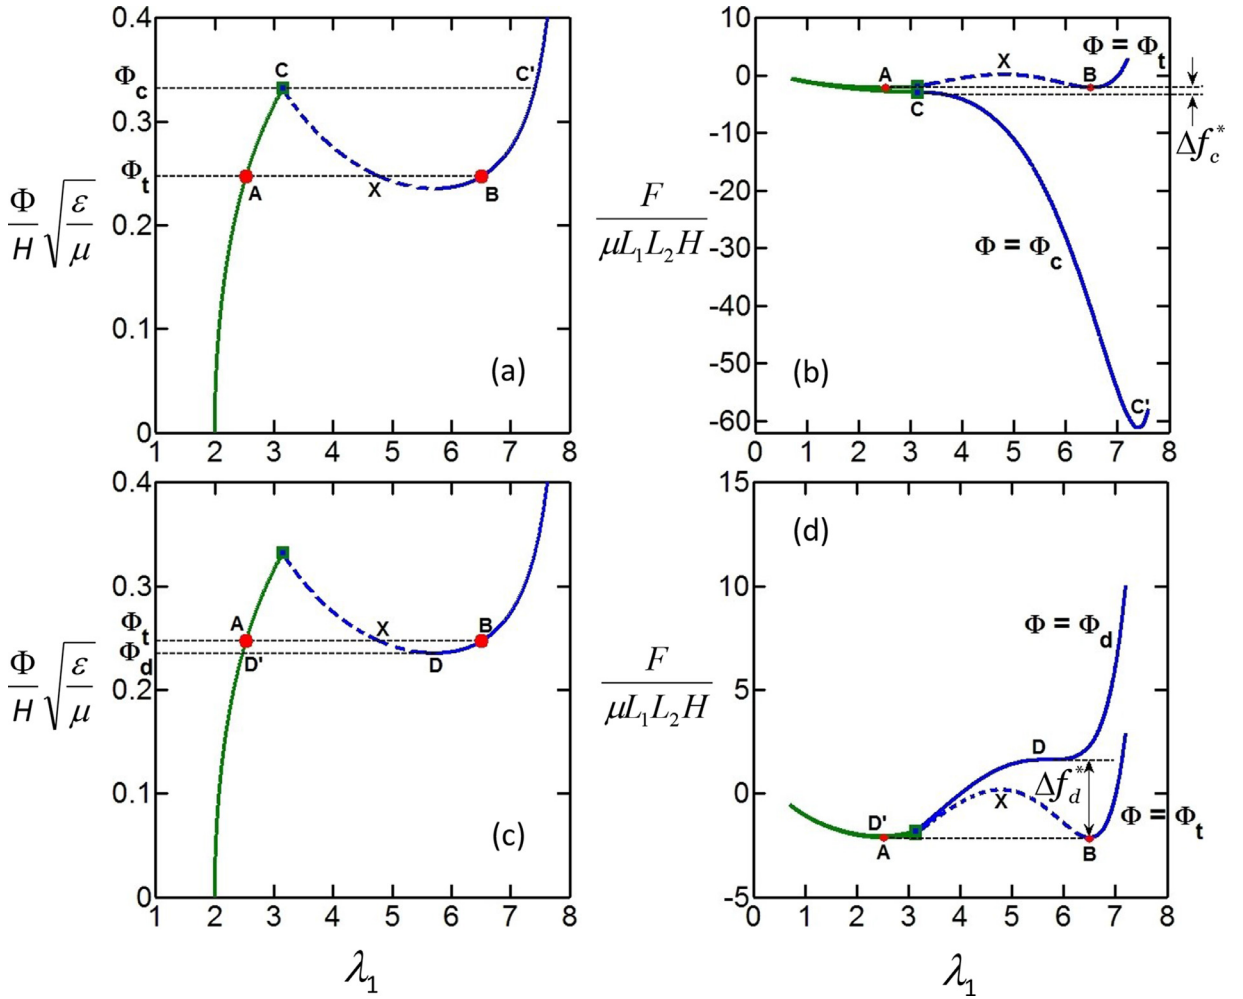 0.4
0.3
0.2
0.1
0
1 2 3 4 5 6 7 8
Φc
Φt
Φ/H √ε/μ
C
C'
A
X
B
(a)
10
0
-10
-20
-30
-40
-50
-60
0 1 2 3 4 5 6 7 8
F/μL₁L₂H
Φ = Φt
A
X
B
C
Δfc*
Φ = Φc
(b)
C'
0.4
0.3
0.2
0.1
0
1 2 3 4 5 6 7 8
Φt
Φd
Φ/H √ε/μ
A
X
B
D'
D
(c)
λ₁
15
10
5
0
-5
0 1 2 3 4 5 6 7 8
F/μL₁L₂H
(d)
Φ = Φd
D
Δfd*
X
Φ = Φt
D'
A
B
λ₁